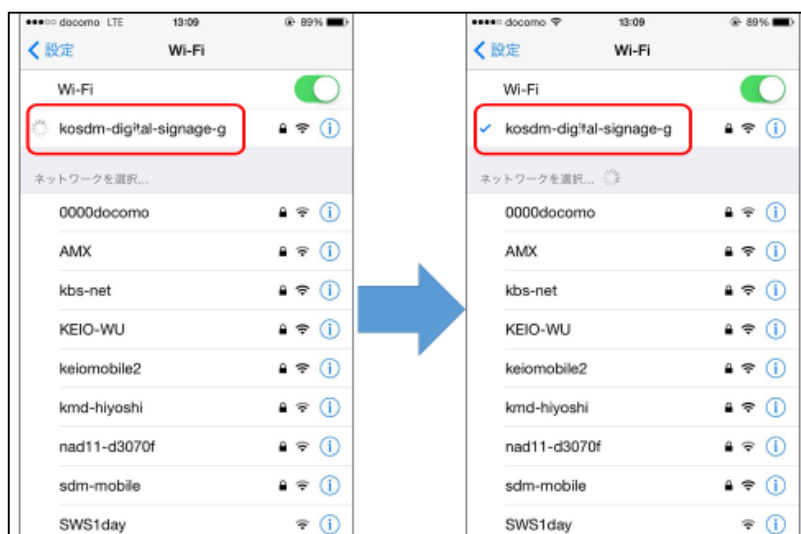 docomo LTE 13:09 89%
設定 Wi-Fi
Wi-Fi
kosdm-digital-signage-g
ネットワークを選択...
0000docomo
AMX
kbs-net
KEIO-WU
keiomobile2
kmd-hiyoshi
nad11-d3070f
sdm-mobile
SWS1day
docomo 13:09 89%
設定 Wi-Fi
Wi-Fi
kosdm-digital-signage-g
ネットワークを選択...
0000docomo
AMX
kbs-net
KEIO-WU
keiomobile2
kmd-hiyoshi
nad11-d3070f
sdm-mobile
SWS1day